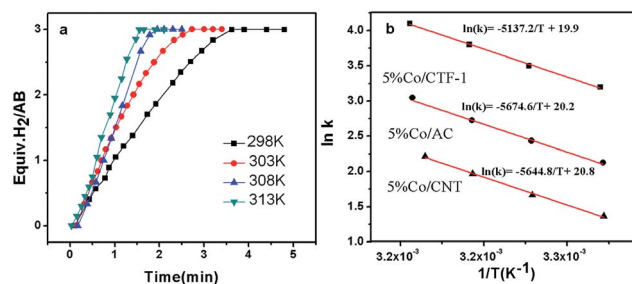 a
Equiv.H₂/AB
3
2
1
0
298K
303K
308K
313K
0 1 2 3 4 5
Time(min)
b
ln k
4.0
3.5
3.0
2.5
2.0
1.5
1.0
ln(k)= -5137.2/T + 19.9
5%Co/CTF-1
ln(k)= -5674.6/T+ 20.2
5%Co/AC
ln(k)= -5644.8/T+ 20.8
5%Co/CNT
3.2x10⁻³ 3.2x10⁻³ 3.3x10⁻³
1/T(K⁻¹)